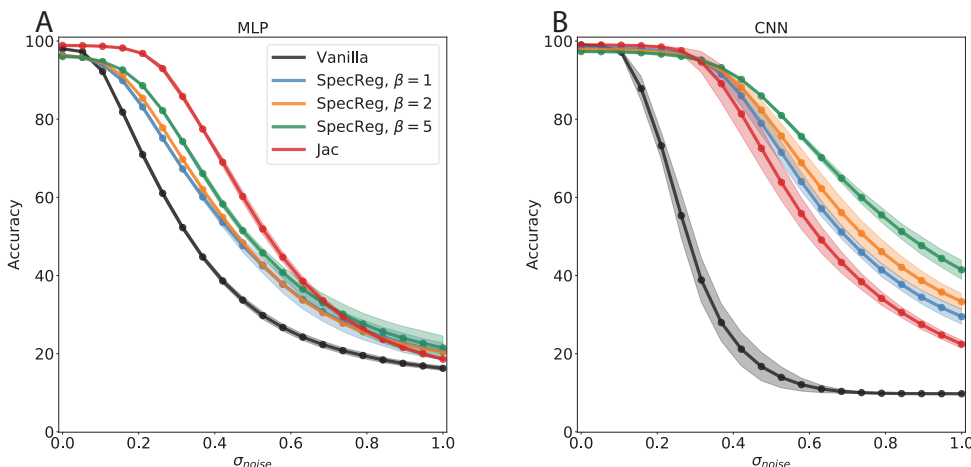 A
MLP
100
80
60
40
20
0
Accuracy
0.0 0.2 0.4 0.6 0.8 1.0
σnoise
Vanilla
SpecReg, β = 1
SpecReg, β = 2
SpecReg, β = 5
Jac
B
CNN
100
80
60
40
20
0
Accuracy
0.0 0.2 0.4 0.6 0.8 1.0
σnoise